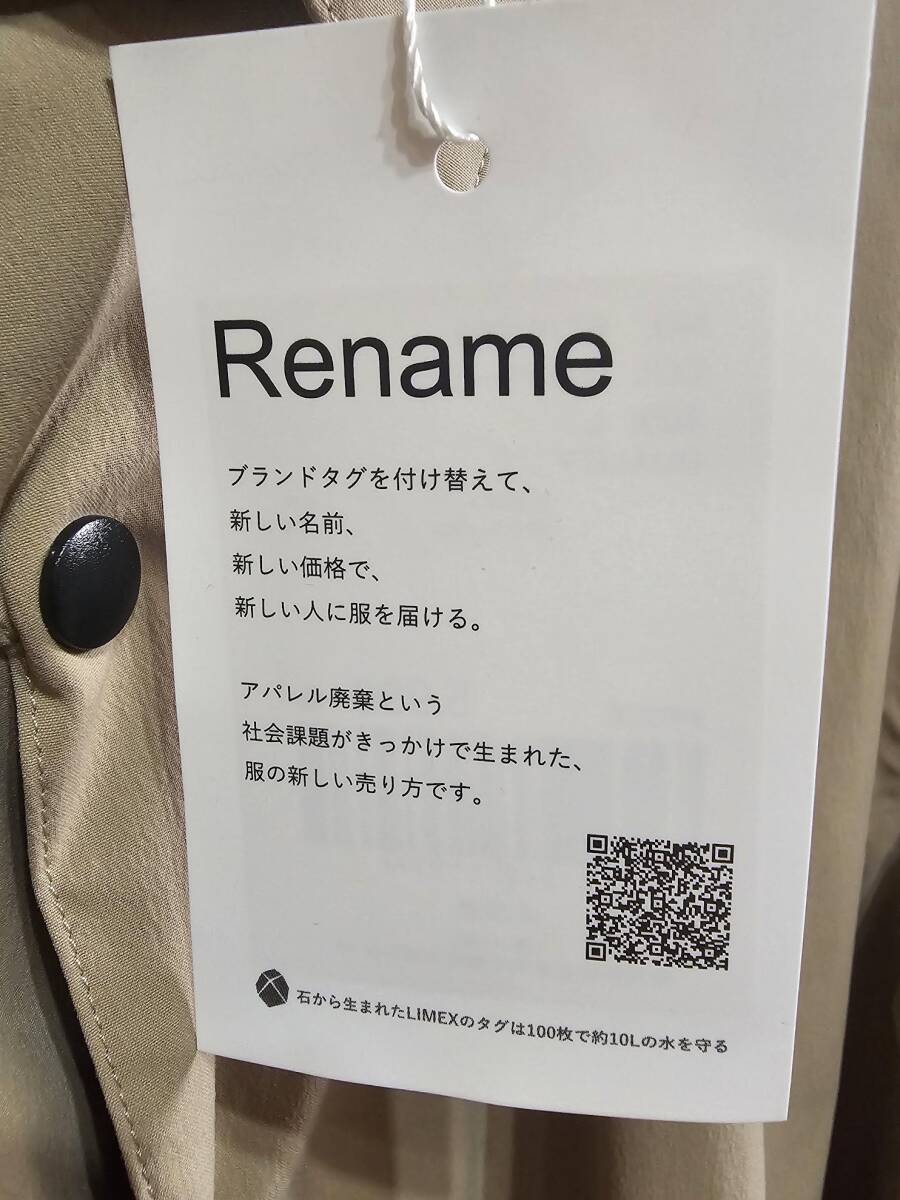 Rename
ブランドタグを付け替えて、
新しい名前、
新しい価格で、
新しい人に服を届ける。
アパレル廃棄という
社会課題がきっかけで生まれた、
服の新しい売り方です。
石から生まれたLIMEXのタグは100枚で約10Lの水を守る